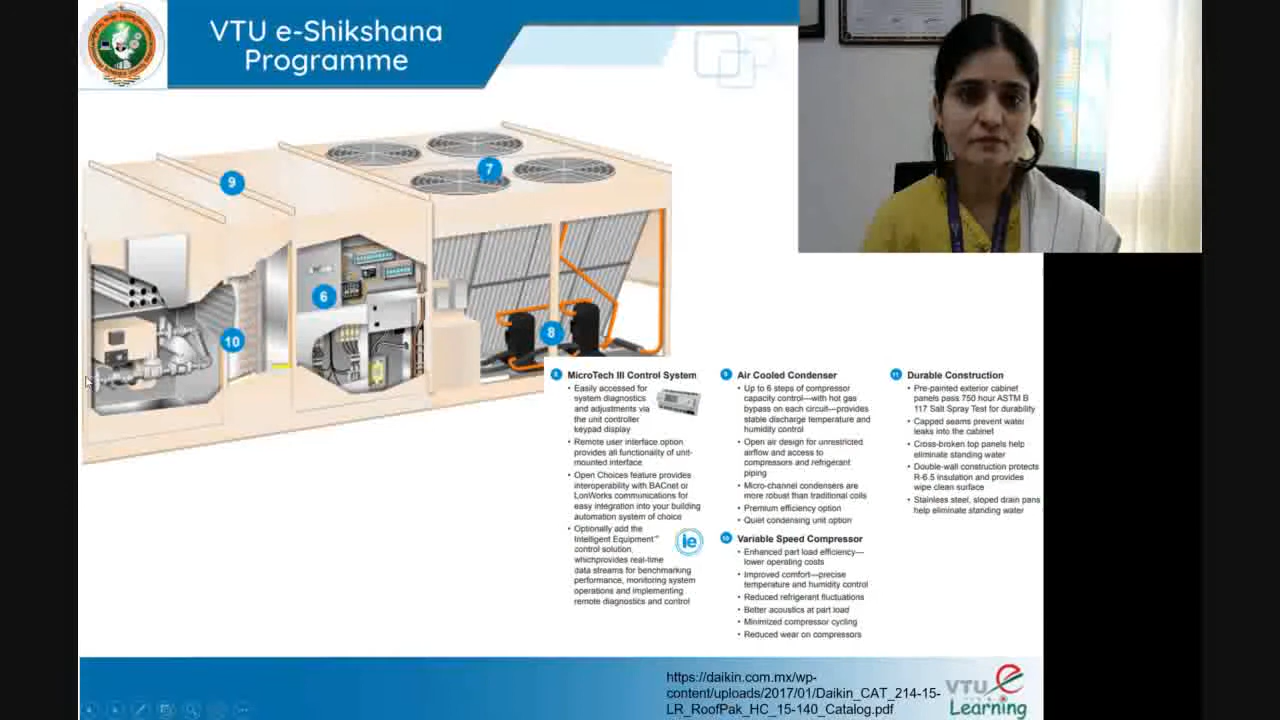 VTU e-Shikshana
Programme
9
7
6
10
8
8 MicroTech III Control System
• Easily accessed for
system diagnostics
and adjustments via
the unit controller
keypad display
• Remote user interface option
provides all functionality of unit-
mounted interface
• Open Choices feature provides
interoperability with BACnet or
LonWorks communications for
easy integration into your building
automation system of choice
• Optionally add the
Intelligent Equipment™
control solution,
whichprovides real-time
data streams for benchmarking
performance, monitoring system
operations and implementing
remote diagnostics and control
ie
9 Air Cooled Condenser
• Up to 6 steps of compressor
capacity control—with hot gas
bypass on each circuit—provides
stable discharge temperature and
humidity control
• Open air design for unrestricted
airflow and access to
compressors and refrigerant
piping
• Micro-channel condensers are
more robust than traditional coils
• Premium efficiency option
• Quiet condensing unit option
10 Variable Speed Compressor
• Enhanced part load efficiency—
lower operating costs
• Improved comfort—precise
temperature and humidity control
• Reduced refrigerant fluctuations
• Better acoustics at part load
• Minimized compressor cycling
• Reduced wear on compressors
11 Durable Construction
• Pre-painted exterior cabinet
panels pass 750 hour ASTM B
117 Salt Spray Test for durability
• Capped seams prevent water
leaks into the cabinet
• Cross-broken top panels help
eliminate standing water
• Double-wall construction protects
R-6.5 insulation and provides
wipe clean surface
• Stainless steel, sloped drain pans
help eliminate standing water
https://daikin.com.mx/wp-
content/uploads/2017/01/Daikin_CAT_214-15-
LR_RoofPak_HC_15-140_Catalog.pdf
VTU e
Learning